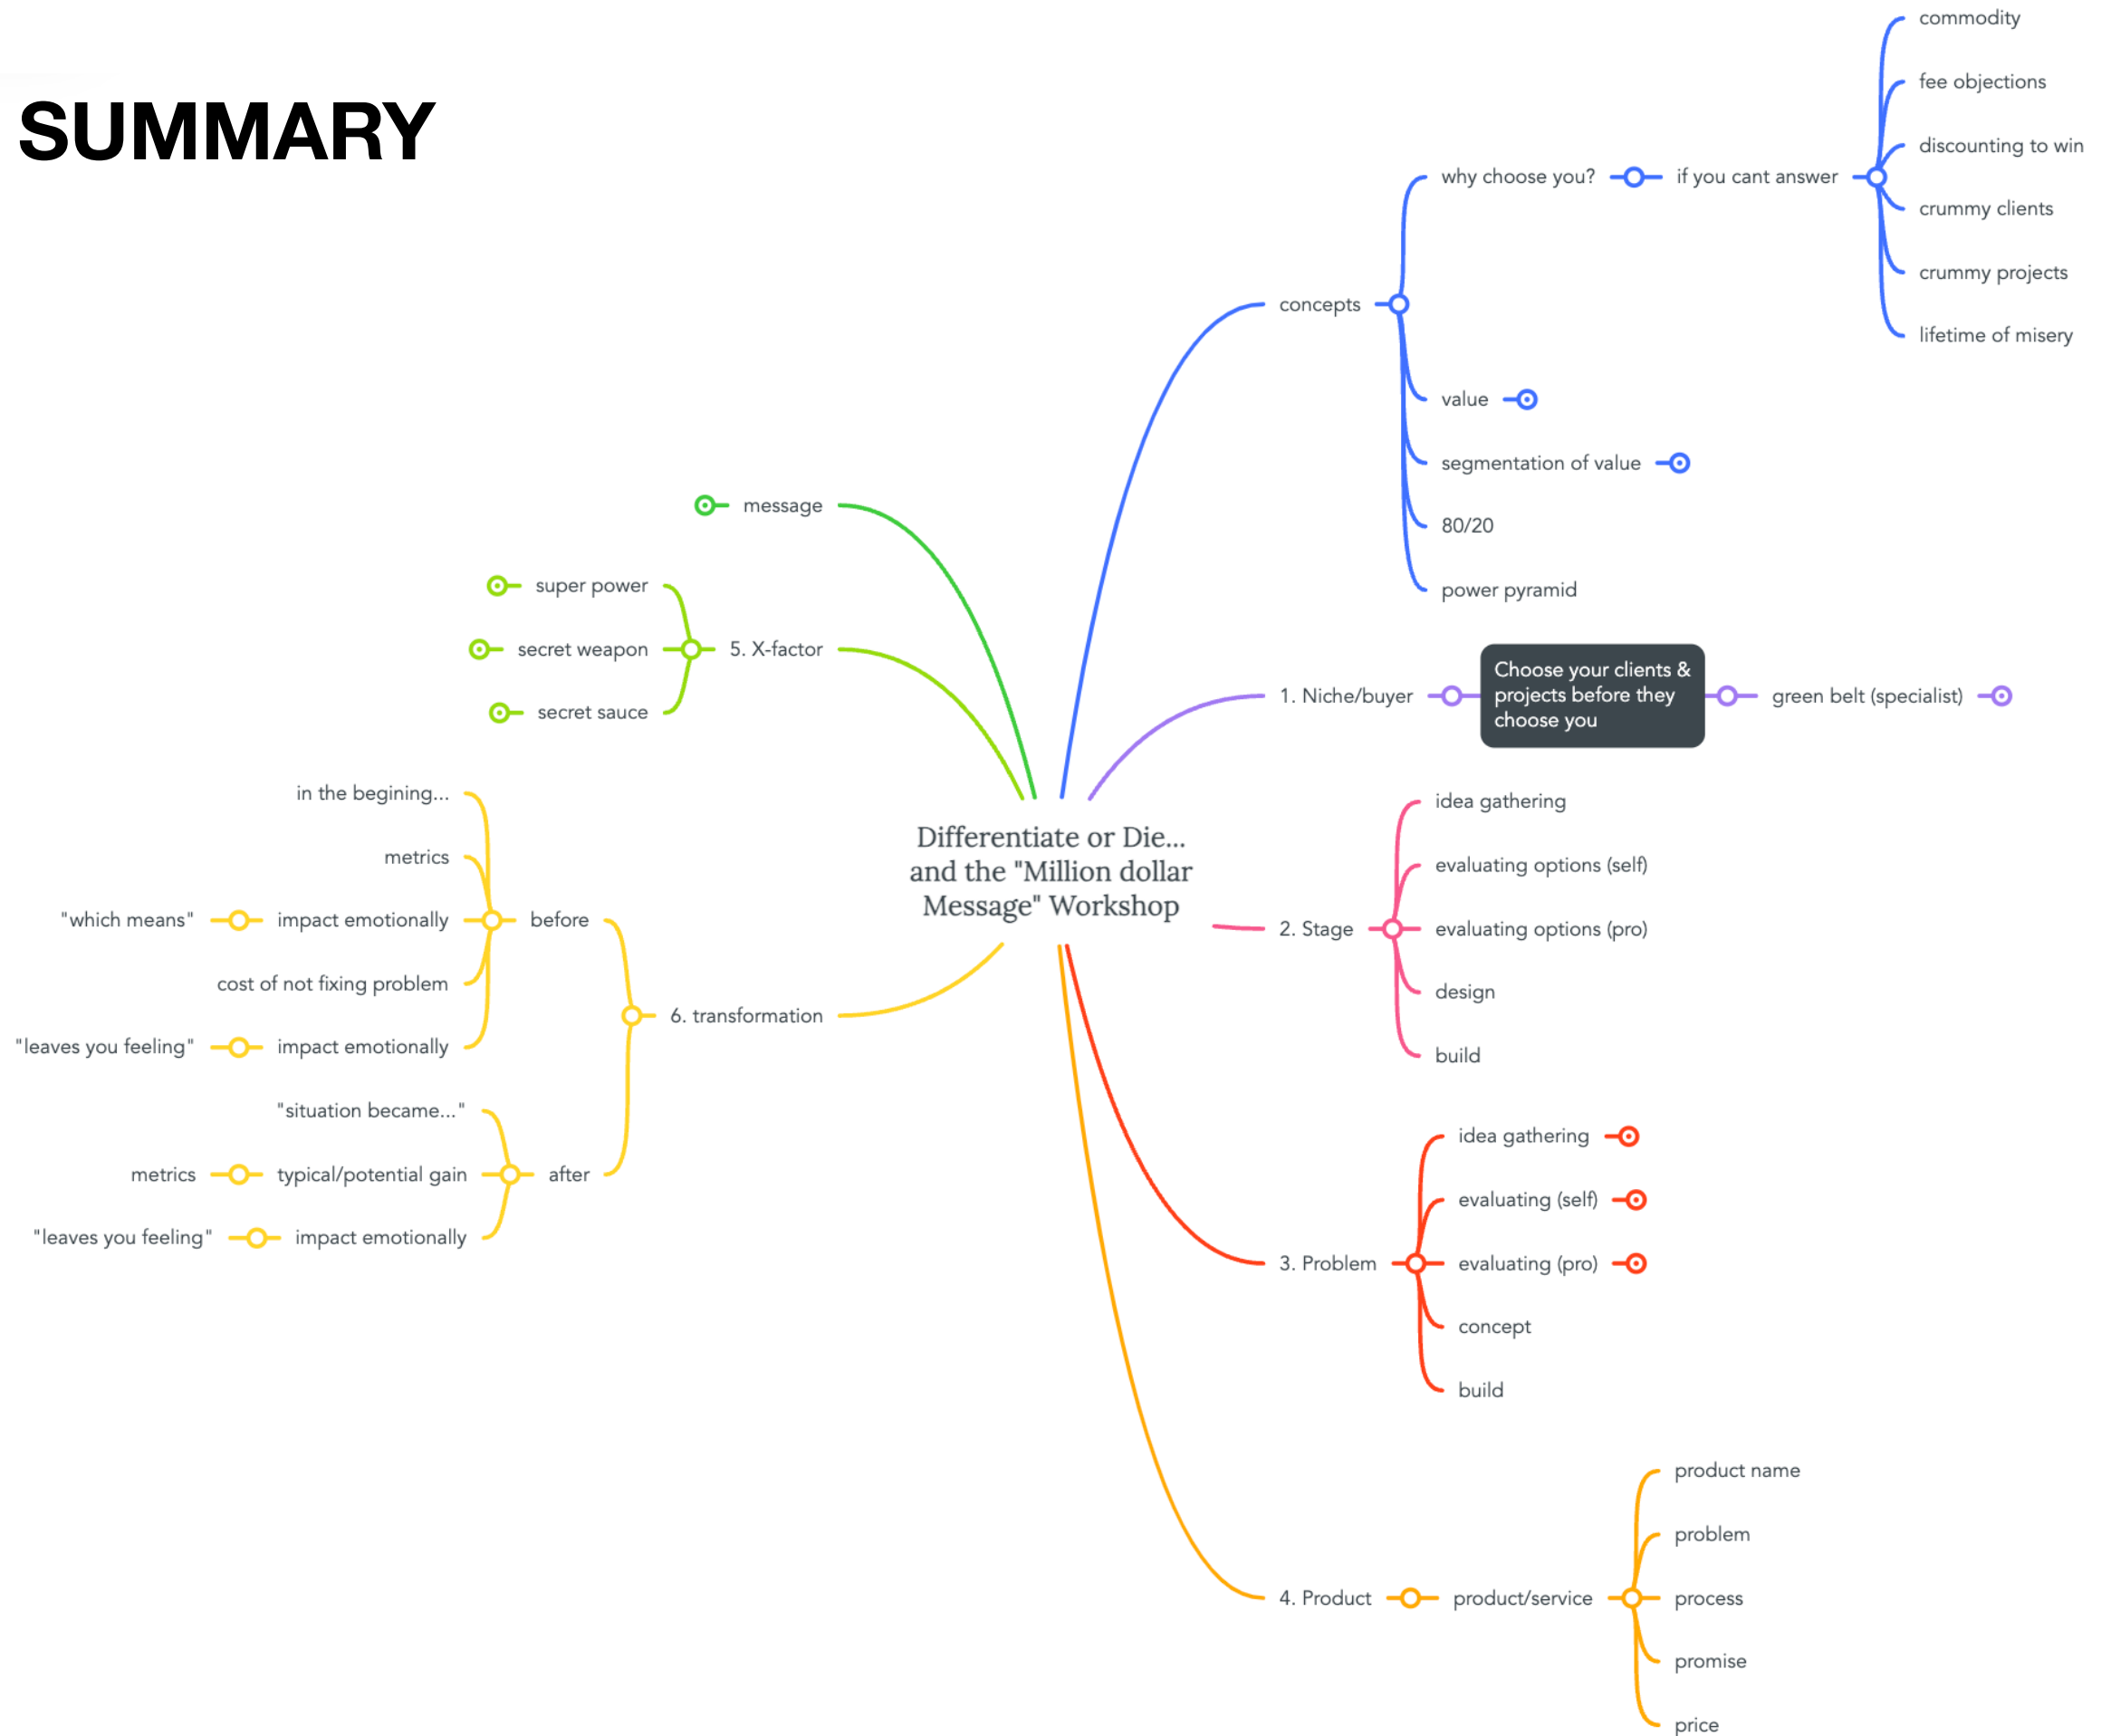 SUMMARY
Differentiate or Die...
and the "Million dollar
Message" Workshop
concepts
why choose you?
if you cant answer
commodity
fee objections
discounting to win
crummy clients
crummy projects
lifetime of misery
value
segmentation of value
80/20
power pyramid
1. Niche/buyer
Choose your clients &
projects before they
choose you
green belt (specialist)
2. Stage
idea gathering
evaluating options (self)
evaluating options (pro)
design
build
3. Problem
idea gathering
evaluating (self)
evaluating (pro)
concept
build
4. Product
product/service
product name
problem
process
promise
price
message
5. X-factor
super power
secret weapon
secret sauce
6. transformation
before
in the begining...
metrics
impact emotionally
"which means"
cost of not fixing problem
impact emotionally
"leaves you feeling"
after
"situation became..."
typical/potential gain
metrics
impact emotionally
"leaves you feeling"